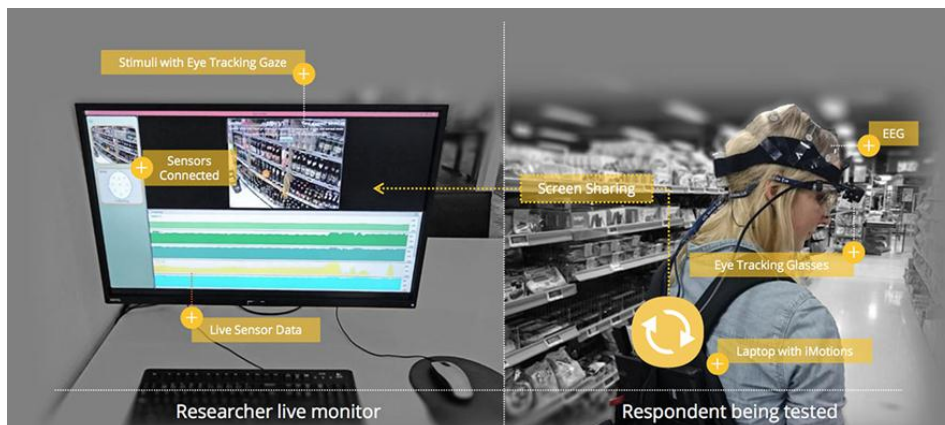 Stimuli with Eye Tracking Gaze
Sensors
Connected
Live Sensor Data
Researcher live monitor
Screen Sharing
EEG
Eye Tracking Glasses
Laptop with iMotions
Respondent being tested